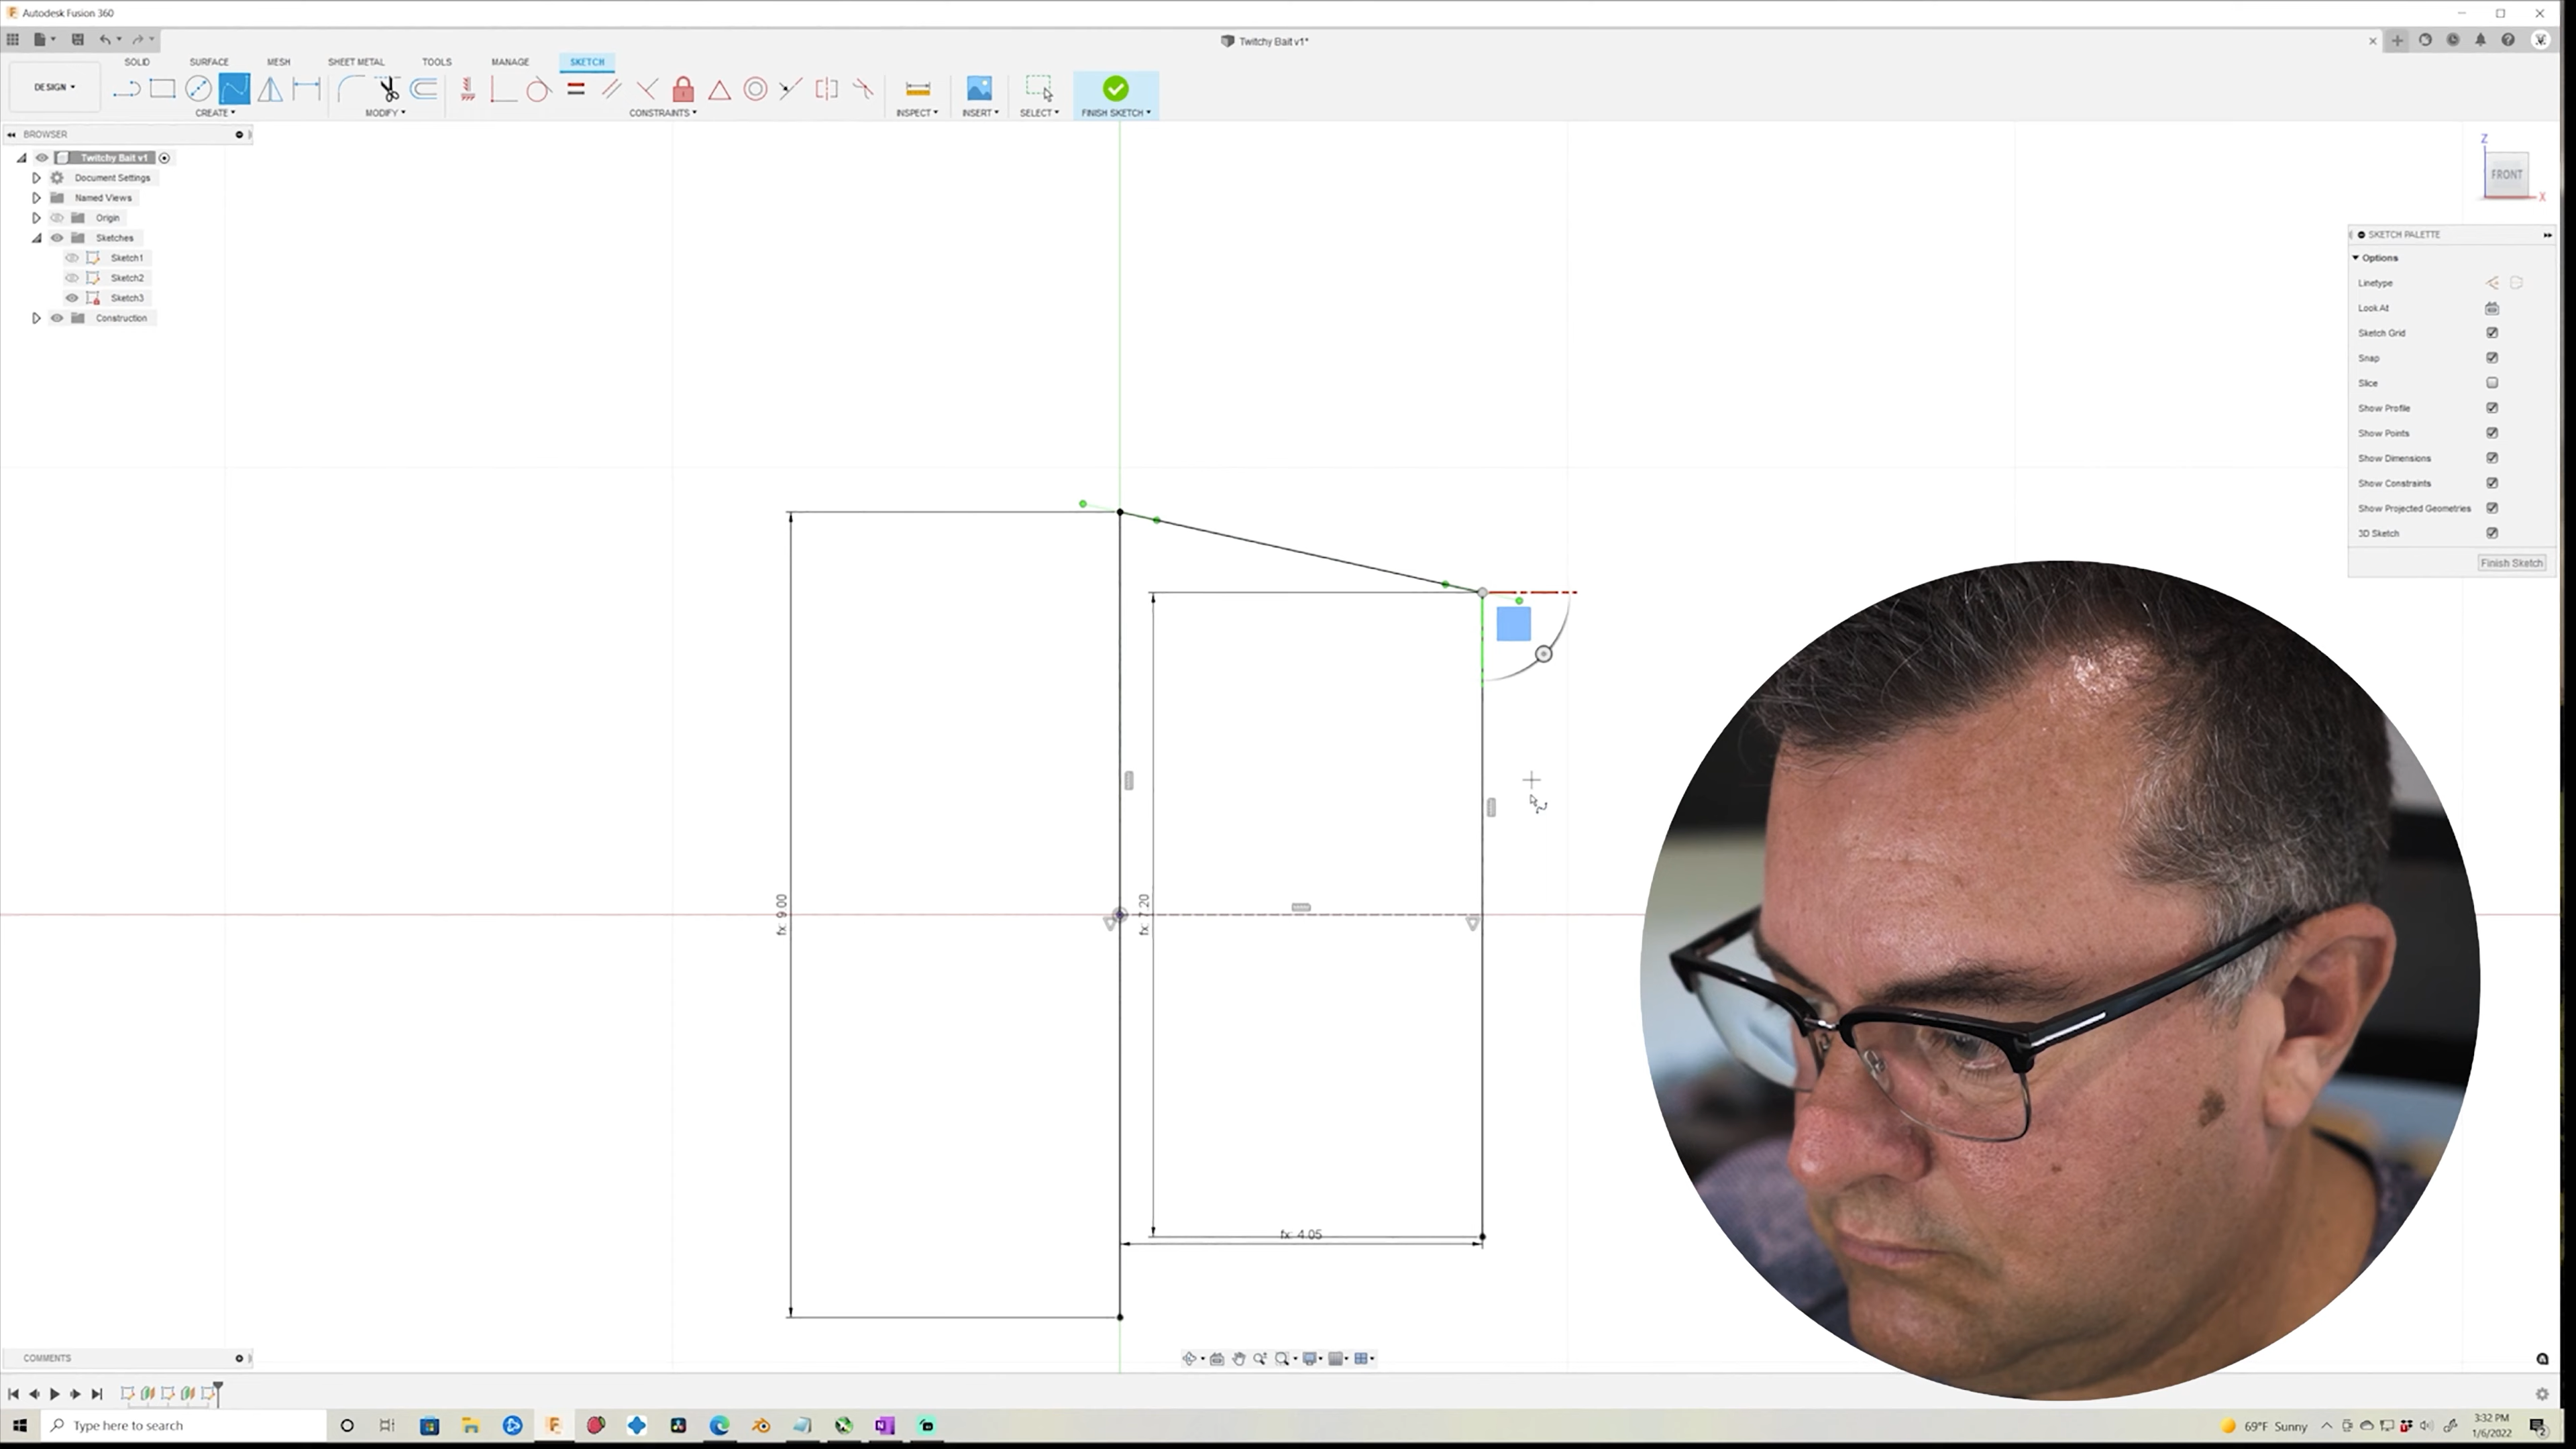 Autodesk Fusion 360
Twitchy Bait v1*
SOLID
SURFACE
MESH
SHEET METAL
TOOLS
MANAGE
SKETCH
DESIGN
CREATE
MODIFY
CONSTRAINTS
INSPECT
INSERT
SELECT
FINISH SKETCH
BROWSER
Twitchy Bait v1
Document Settings
Named Views
Origin
Sketches
Sketch1
Sketch2
Sketch3
Construction
Z
FRONT
X
SKETCH PALETTE
Options
Linetype
Look At
Sketch Grid
Snap
Slice
Show Profile
Show Points
Show Dimensions
Show Constraints
Show Projected Geometries
3D Sketch
Finish Sketch
fx: 9.00
fx: 7.20
fx: 4.05
COMMENTS
Type here to search
69°F Sunny
3:32 PM
1/6/2022